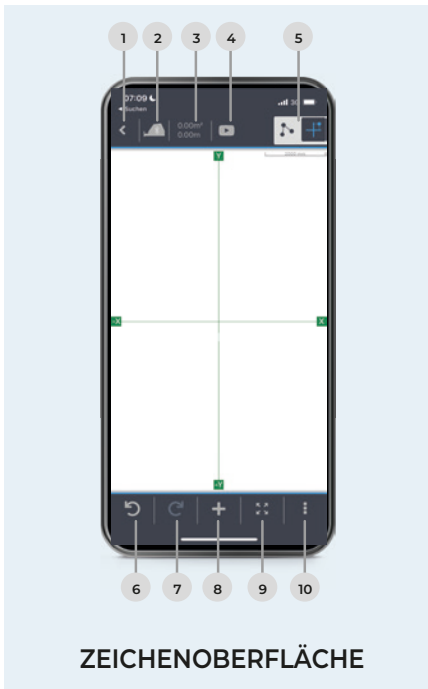 1 2 3 4 5
07:09
Suchen
0.00m²
0.00m
Y
-X X
-Y
6 7 8 9 10
ZEICHENOBERFLÄCHE